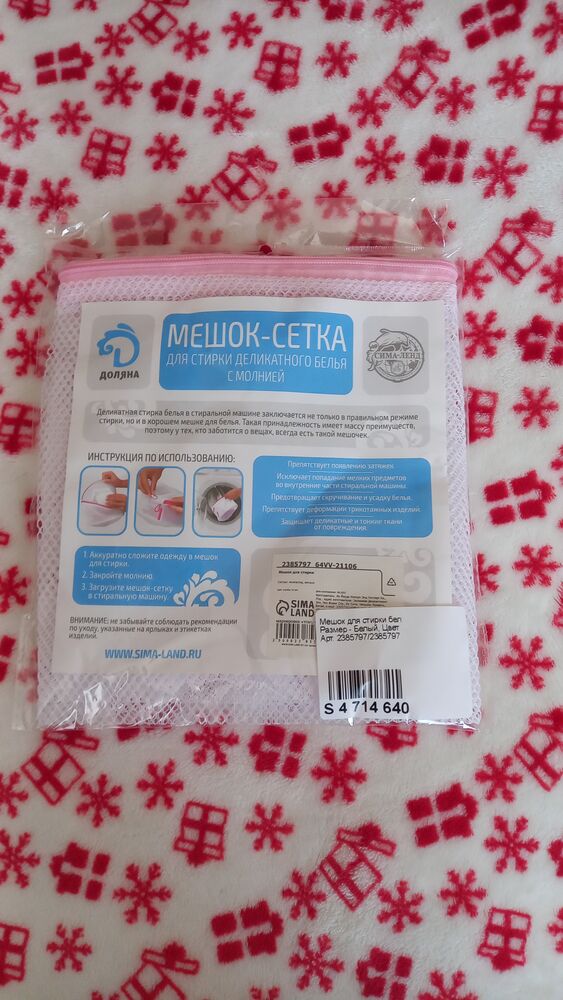 ДОЛЯНА
МЕШОК-СЕТКА
ДЛЯ СТИРКИ ДЕЛИКАТНОГО БЕЛЬЯ
С МОЛНИЕЙ
СИМА-ЛЕНД
Деликатная стирка белья в стиральной машине заключается не только в правильном режиме
стирки, но и в хорошем мешке для белья. Такая принадлежность имеет массу преимуществ,
поэтому у тех, кто заботится о вещах, всегда есть такой мешочек.
ИНСТРУКЦИЯ ПО ИСПОЛЬЗОВАНИЮ:
Препятствует появлению затяжек.
Исключает попадание мелких предметов
во внутренние части стиральной машины.
Предотвращает скручивание и усадку белья.
Препятствует деформации трикотажных изделий.
Защищает деликатные и тонкие ткани
от повреждения.
1. Аккуратно сложите одежду в мешок
для стирки.
2. Закройте молнию.
3. Загрузите мешок-сетку
в стиральную машину.
ВНИМАНИЕ: не забывайте соблюдать рекомендации
по уходу, указанные на ярлыках и этикетках
изделий.
WWW.SIMA-LAND.RU
2385797 64VV-21106
Мешок для стирки
SIMA
LAND
Мешок для стирки бел
Размер - Белый, Цвет
Арт. 2385797/2385797
S 4 714 640